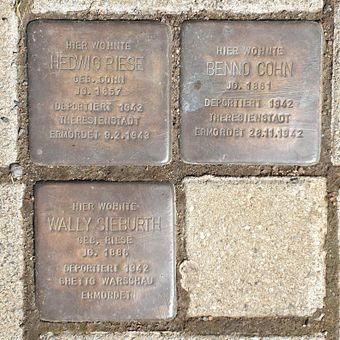 HIER WOHNTE
HEDWIG RIESE
GEB. COHN
JG. 1857
DEPORTIERT 1942
THERESIENSTADT
ERMORDET 9.2.1943
HIER WOHNTE
BENNO COHN
JG. 1861
DEPORTIERT 1942
THERESIENSTADT
ERMORDET 28.11.1942
HIER WOHNTE
WALLY SIEBURTH
GEB. RIESE
JG. 1886
DEPORTIERT 1942
GHETTO WARSCHAU
ERMORDET